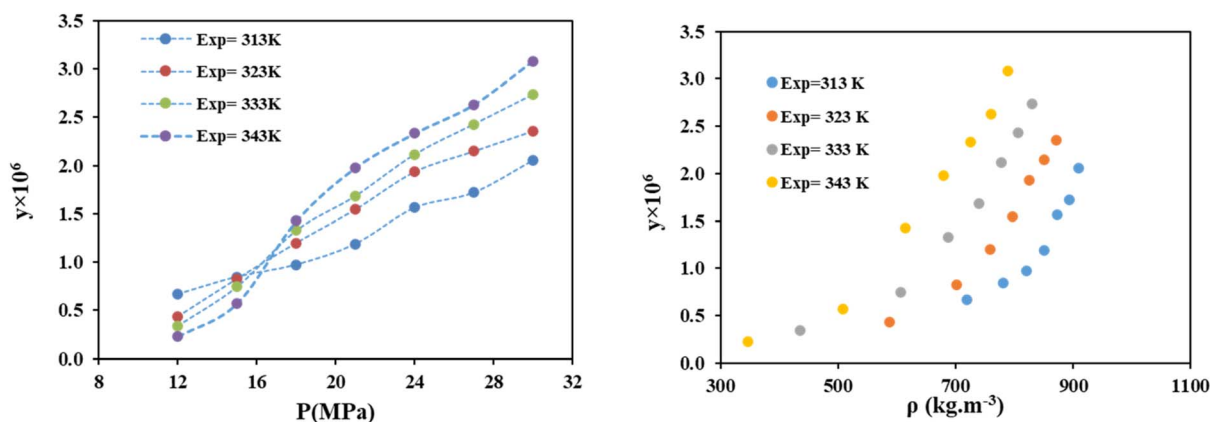 3.5
3.0
2.5
2.0
1.5
1.0
0.5
0.0
y×10⁶
Exp= 313K
Exp= 323K
Exp= 333K
Exp= 343K
8 12 16 20 24 28 32
P(MPa)
3.5
3.0
2.5
2.0
1.5
1.0
0.5
0.0
y×10⁶
Exp=313 K
Exp= 323 K
Exp= 333 K
Exp= 343 K
300 500 700 900 1100
ρ (kg.m⁻³)